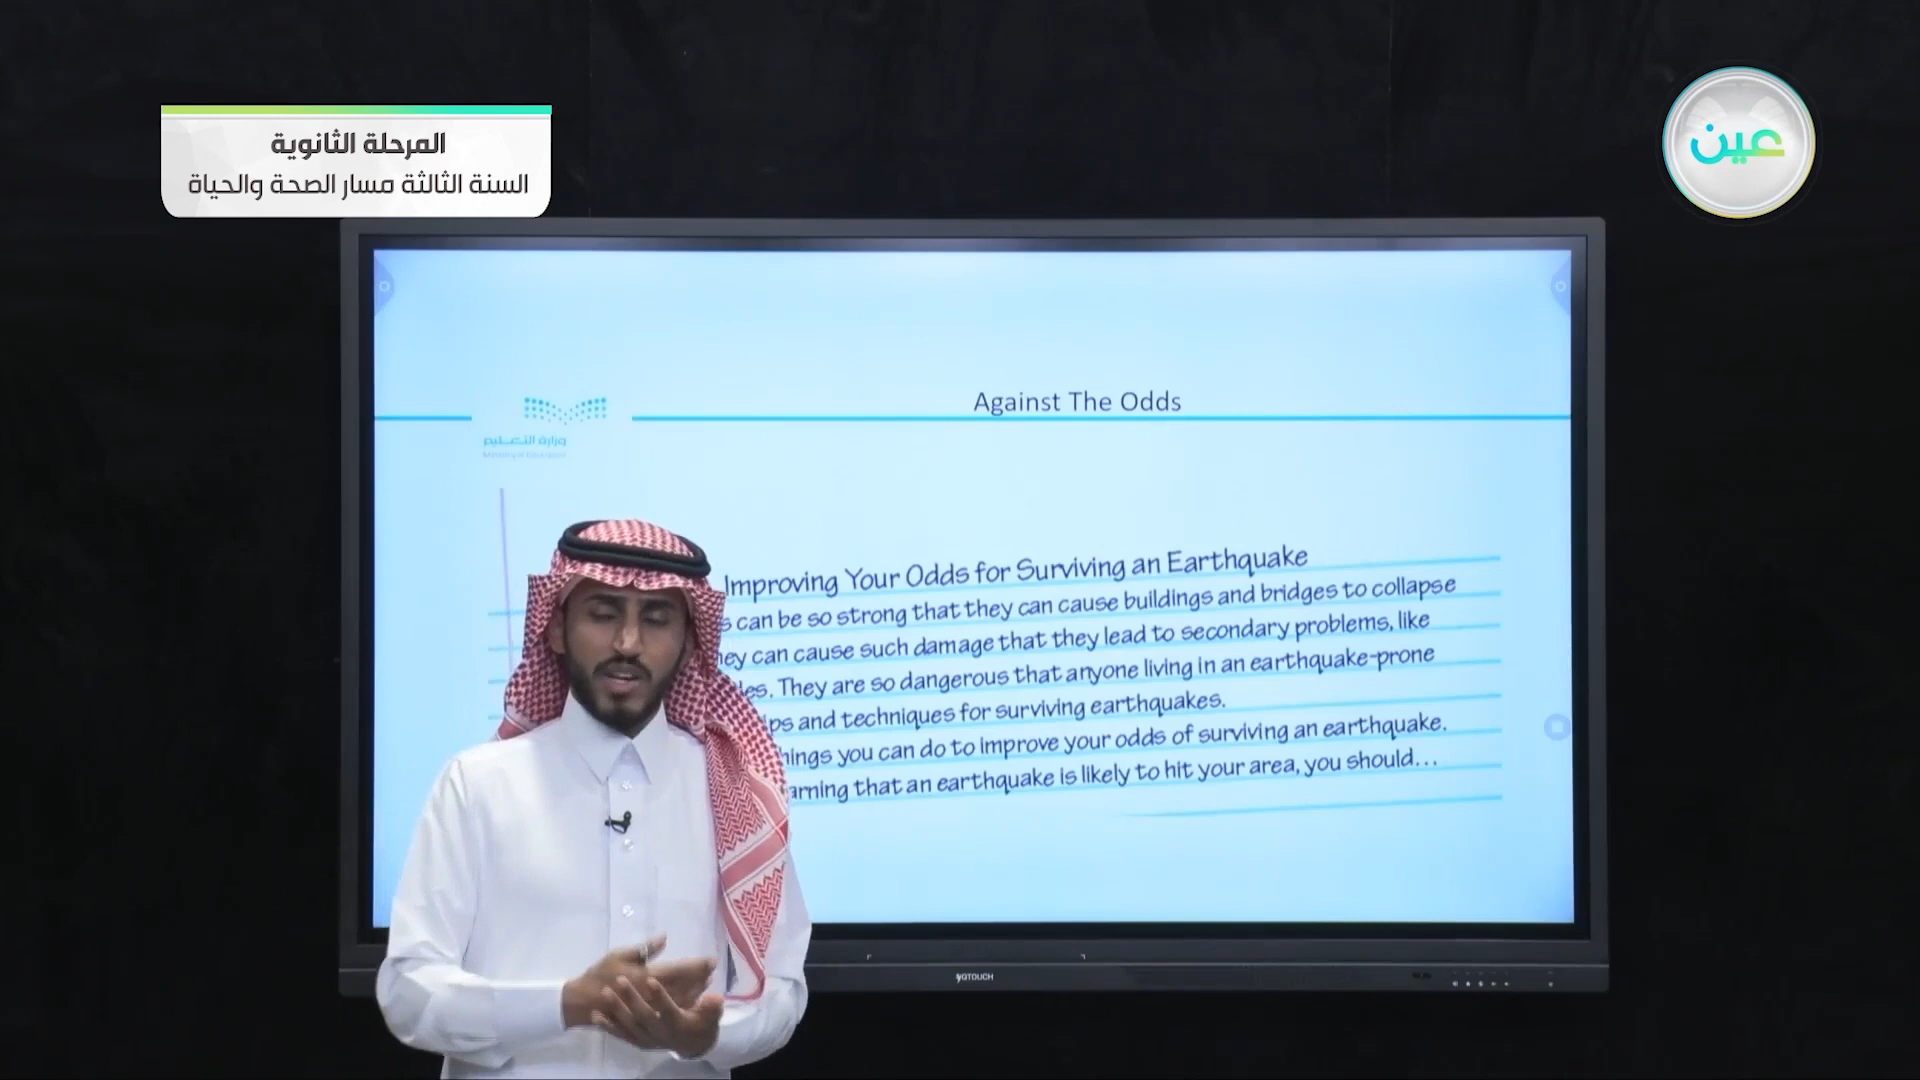 المرحلة الثانوية
السنة الثالثة مسار الصحة والحياة
عين
Against The Odds
وزارة التعليم
Ministry of Education
Improving Your Odds for Surviving an Earthquake
can be so strong that they can cause buildings and bridges to collapse
can cause such damage that they lead to secondary problems, like
They are so dangerous that anyone living in an earthquake-prone
and techniques for surviving earthquakes.
you can do to improve your odds of surviving an earthquake.
that an earthquake is likely to hit your area, you should...